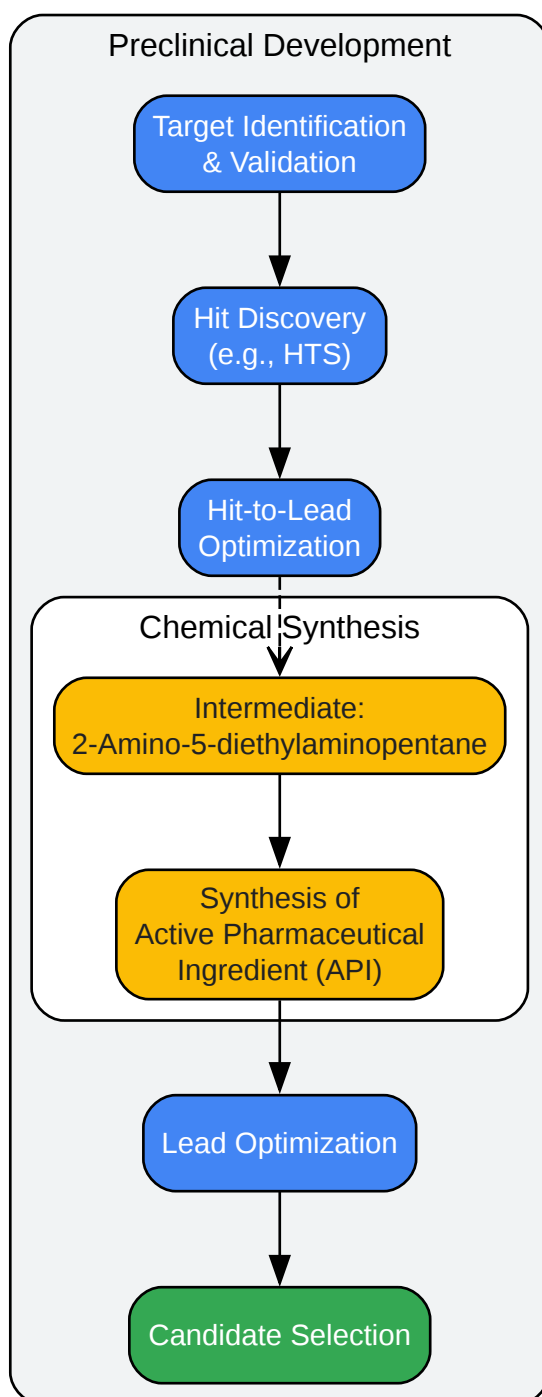 Preclinical Development
Target Identification
& Validation
Hit Discovery
(e.g., HTS)
Hit-to-Lead
Optimization
Chemical Synthesis
Intermediate:
2-Amino-5-diethylaminopentane
Synthesis of
Active Pharmaceutical
Ingredient (API)
Lead Optimization
Candidate Selection